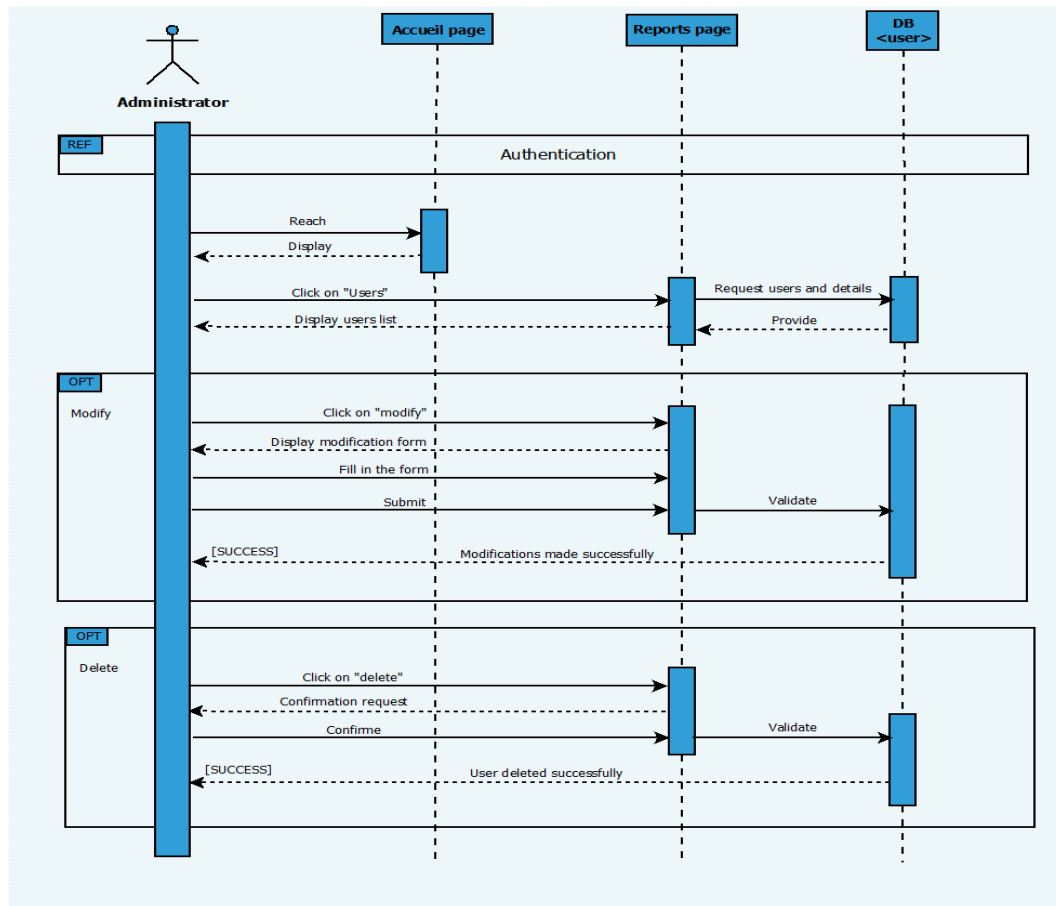 Accueil page
Reports page
DB
<user>
Administrator
REF
Authentication
Reach
Display
Click on "Users"
Request users and details
Display users list
Provide
OPT
Modify
Click on "modify"
Display modification form
Fill in the form
Submit
Validate
[SUCCESS]
Modifications made successfully
OPT
Delete
Click on "delete"
Confirmation request
Confirme
Validate
[SUCCESS]
User deleted successfully